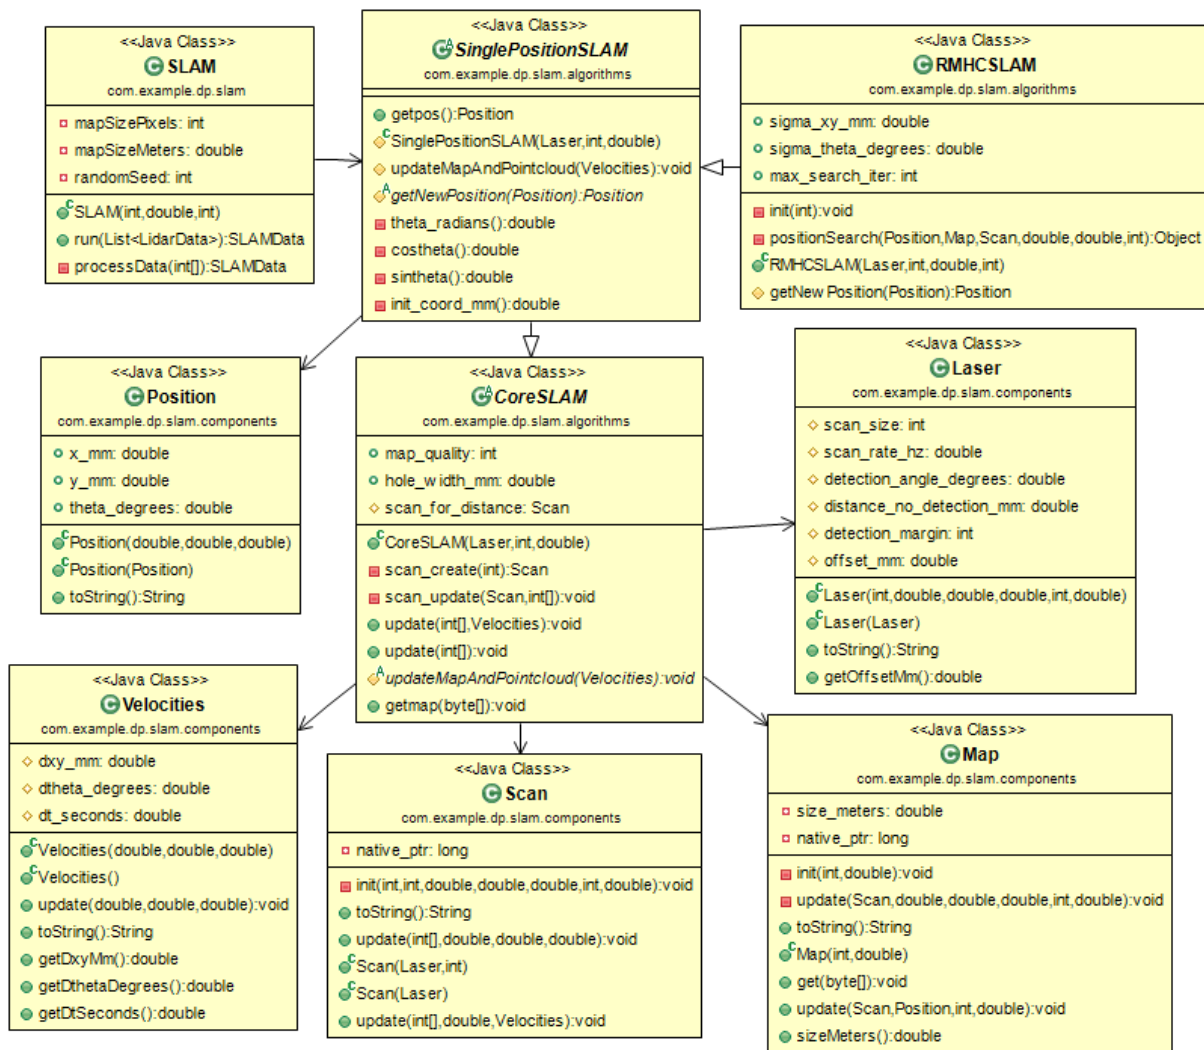 <<Java Class>>
SLAM
com.example.dp.slam
mapSizePixels: int
mapSizeMeters: double
randomSeed: int
SLAM(int,double,int)
run(List<LidarData>):SLAMData
processData(int[]):SLAMData
<<Java Class>>
SinglePositionSLAM
com.example.dp.slam.algorithms
getpos():Position
SinglePositionSLAM(Laser,int,double)
updateMapAndPointcloud(Velocities):void
getNewPosition(Position):Position
theta_radians():double
costheta():double
sintheta():double
init_coord_mm():double
<<Java Class>>
RMHCSLAM
com.example.dp.slam.algorithms
sigma_xy_mm: double
sigma_theta_degrees: double
max_search_iter: int
init(int):void
positionSearch(Position,Map,Scan,double,double,int):Object
RMHCSLAM(Laser,int,double,int)
getNewPosition(Position):Position
<<Java Class>>
Position
com.example.dp.slam.components
x_mm: double
y_mm: double
theta_degrees: double
Position(double,double,double)
Position(Position)
toString():String
<<Java Class>>
CoreSLAM
com.example.dp.slam.algorithms
map_quality: int
hole_width_mm: double
scan_for_distance: Scan
CoreSLAM(Laser,int,double)
scan_create(int):Scan
scan_update(Scan,int[]):void
update(int[],Velocities):void
update(int[]):void
updateMapAndPointcloud(Velocities):void
getmap(byte[]):void
<<Java Class>>
Laser
com.example.dp.slam.components
scan_size: int
scan_rate_hz: double
detection_angle_degrees: double
distance_no_detection_mm: double
detection_margin: int
offset_mm: double
Laser(int,double,double,double,int,double)
Laser(Laser)
toString():String
getOffsetMm():double
<<Java Class>>
Velocities
com.example.dp.slam.components
dxy_mm: double
dtheta_degrees: double
dt_seconds: double
Velocities(double,double,double)
Velocities()
update(double,double,double):void
toString():String
getDxyMm():double
getDthetaDegrees():double
getDtSeconds():double
<<Java Class>>
Scan
com.example.dp.slam.components
native_ptr: long
init(int,int,double,double,double,int,double):void
toString():String
update(int[],double,double,double):void
Scan(Laser,int)
Scan(Laser)
update(int[],double,Velocities):void
<<Java Class>>
Map
com.example.dp.slam.components
size_meters: double
native_ptr: long
init(int,double):void
update(Scan,double,double,double,int,double):void
toString():String
Map(int,double)
get(byte[]):void
update(Scan,Position,int,double):void
sizeMeters():double